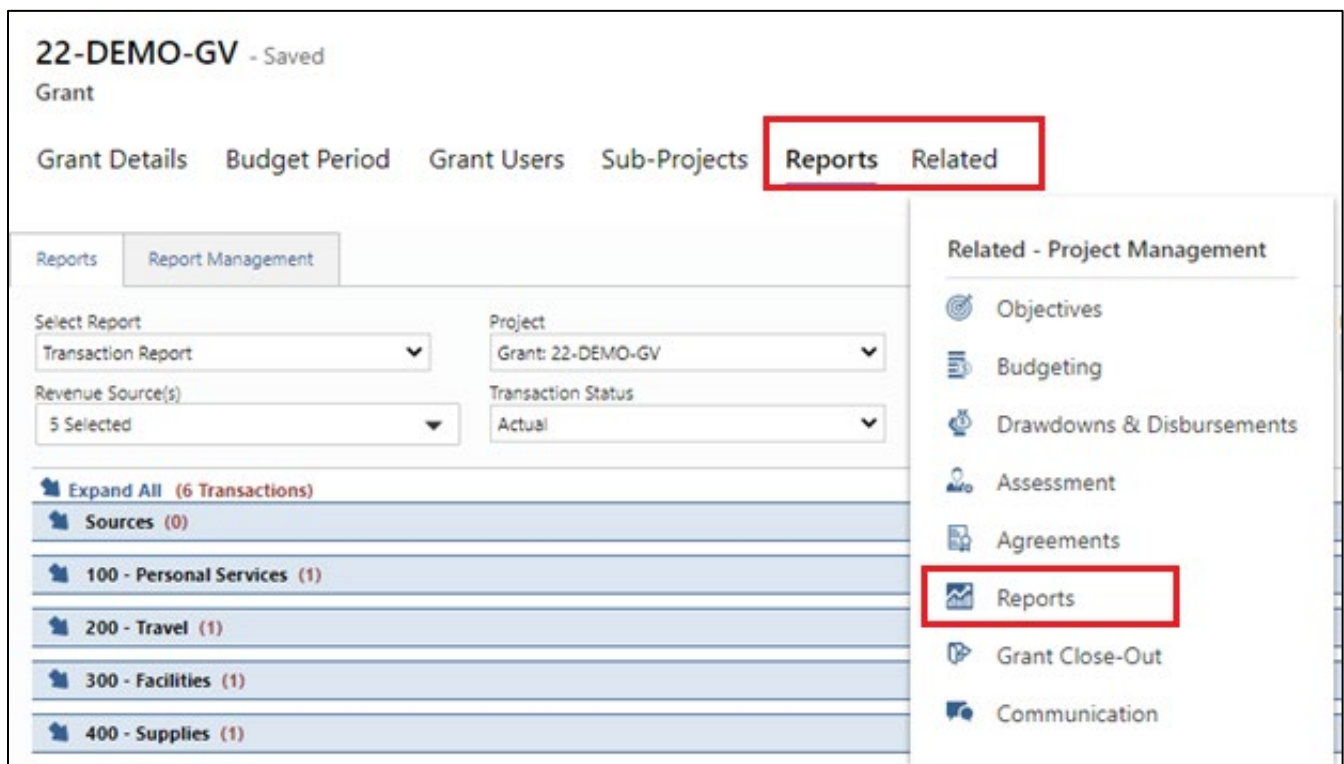 22-DEMO-GV - Saved
Grant
Grant Details Budget Period Grant Users Sub-Projects Reports Related
Reports Report Management
Select Report Project
Transaction Report Grant: 22-DEMO-GV
Revenue Source(s) Transaction Status
5 Selected Actual
Expand All (6 Transactions)
Sources (0)
100 - Personal Services (1)
200 - Travel (1)
300 - Facilities (1)
400 - Supplies (1)
Related - Project Management
Objectives
Budgeting
Drawdowns & Disbursements
Assessment
Agreements
Reports
Grant Close-Out
Communication